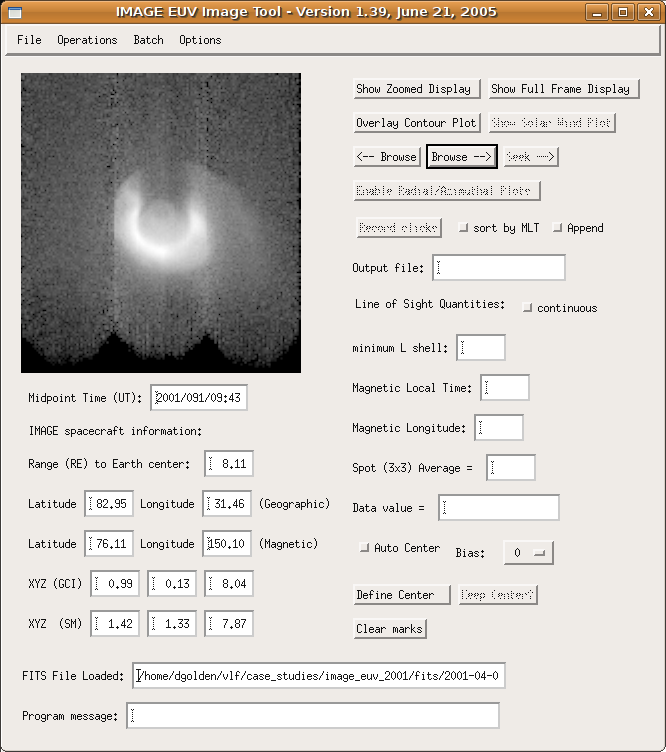 IMAGE EUV Image Tool - Version 1.39, June 21, 2005
File Operations Batch Options
Show Zoomed Display Show Full Frame Display
Overlay Contour Plot Show Solar Wind Plot
<-- Browse Browse --> Seek --->
Enable Radial/Azimuthal Plots
Record clicks sort by MLT Append
Output file:
Line of Sight Quantities: continuous
minimum L shell:
Magnetic Local Time:
Magnetic Longitude:
Spot (3x3) Average =
Data value =
Auto Center Bias: 0
Define Center Keep Center?
Clear marks
Midpoint Time (UT): 2001/091/09:43
IMAGE spacecraft information:
Range (RE) to Earth center: 8.11
Latitude 82.95 Longitude 31.46 (Geographic)
Latitude 76.11 Longitude 150.10 (Magnetic)
XYZ (GCI) 0.99 0.13 8.04
XYZ (SM) 1.42 1.33 7.87
FITS File Loaded: /home/dgolden/vlf/case_studies/image_euv_2001/fits/2001-04-0
Program message: